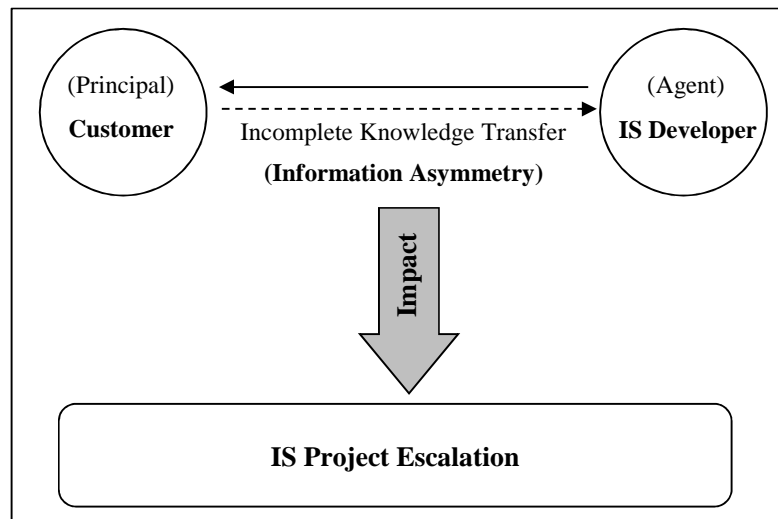 (Principal)
Customer
Incomplete Knowledge Transfer
(Information Asymmetry)
(Agent)
IS Developer
Impact
IS Project Escalation